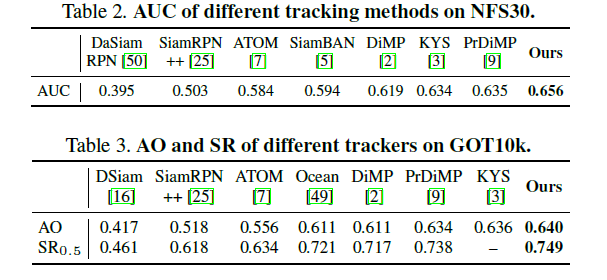 Table 2. AUC of different tracking methods on NFS30.
DaSiam SiamRPN ATOM SiamBAN DiMP KYS PrDiMP Ours
RPN [50] ++ [25] [7] [5] [2] [3] [9]
AUC 0.395 0.503 0.584 0.594 0.619 0.634 0.635 0.656
Table 3. AO and SR of different trackers on GOT10k.
DSiam SiamRPN ATOM Ocean DiMP PrDiMP KYS Ours
[16] ++ [25] [7] [49] [2] [9] [3]
AO 0.417 0.518 0.556 0.611 0.611 0.634 0.636 0.640
SR0.5 0.461 0.618 0.634 0.721 0.717 0.738 – 0.749